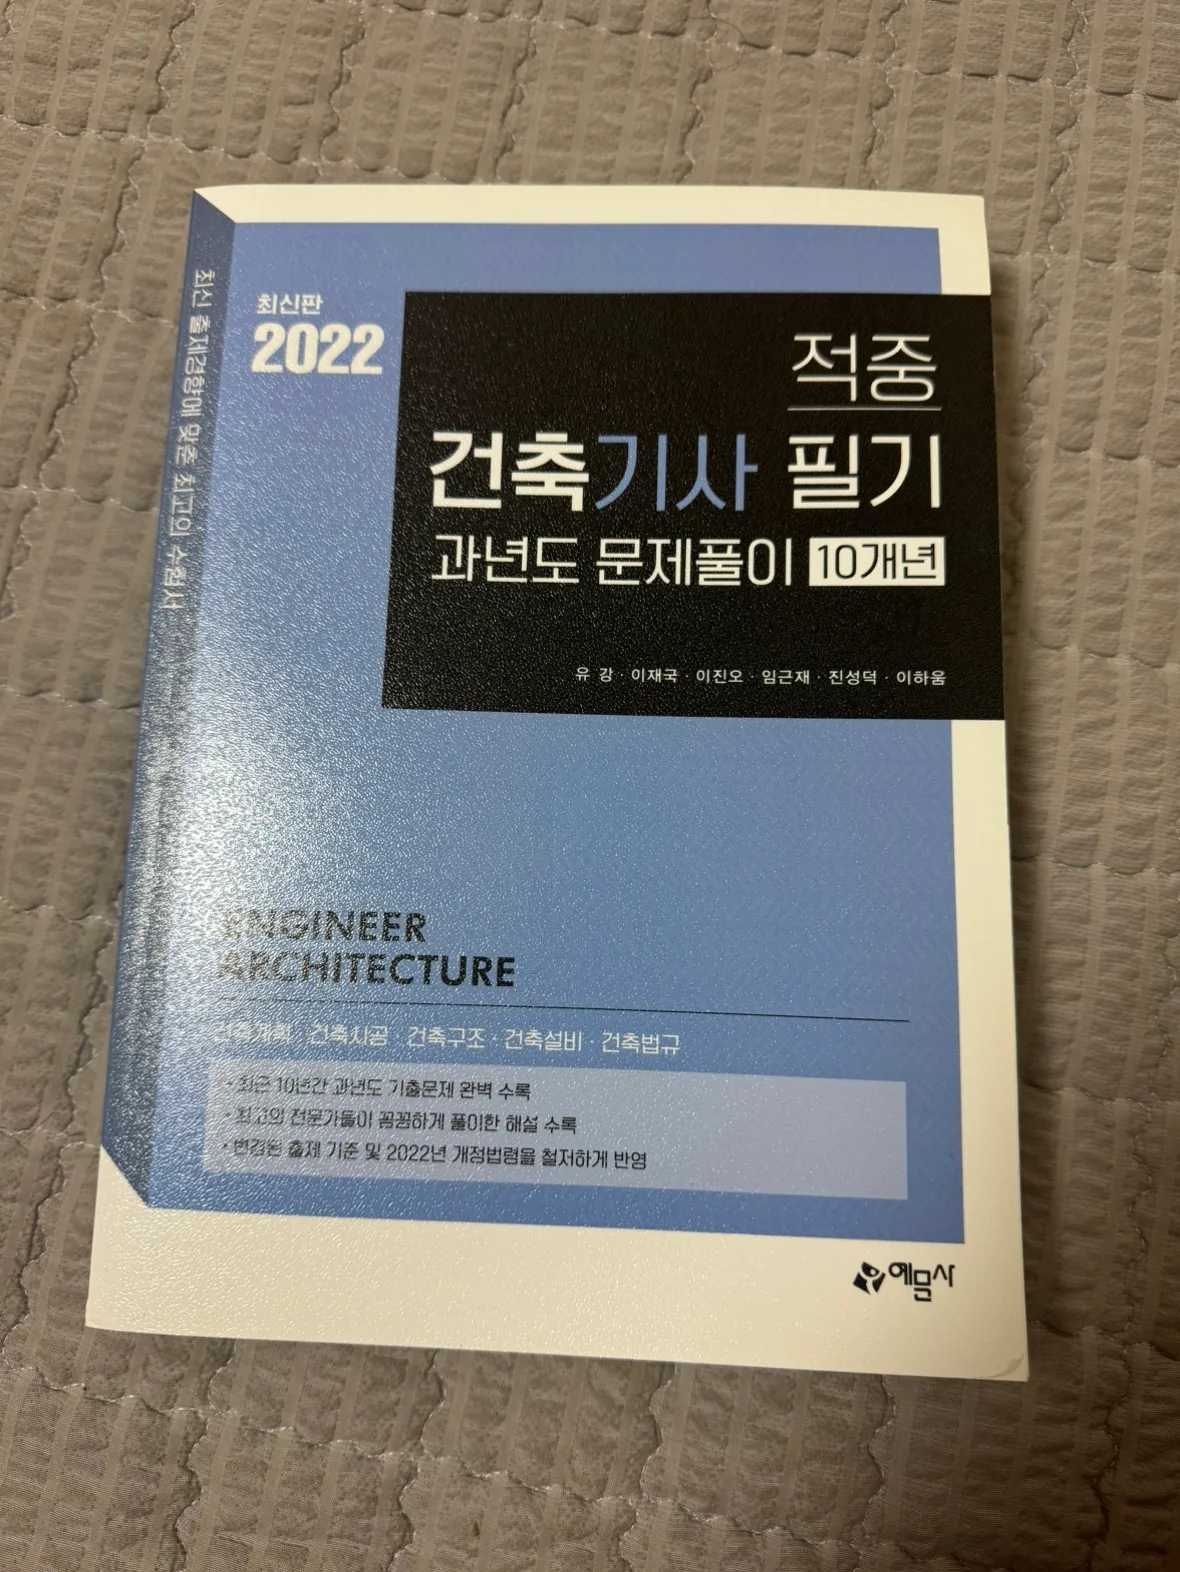 최신 출제경향에 맞춘 최고의 수험서
최신판
2022
적중
건축기사 필기
과년도 문제풀이 10개년
유 강 · 이재국 · 이진오 · 임근재 · 진성덕 · 이하움
ENGINEER
ARCHITECTURE
건축계획 · 건축시공 · 건축구조 · 건축설비 · 건축법규
• 최근 10년간 과년도 기출문제 완벽 수록
• 최고의 전문가들이 꼼꼼하게 풀이한 해설 수록
• 변경된 출제 기준 및 2022년 개정법령을 철저하게 반영
예문사